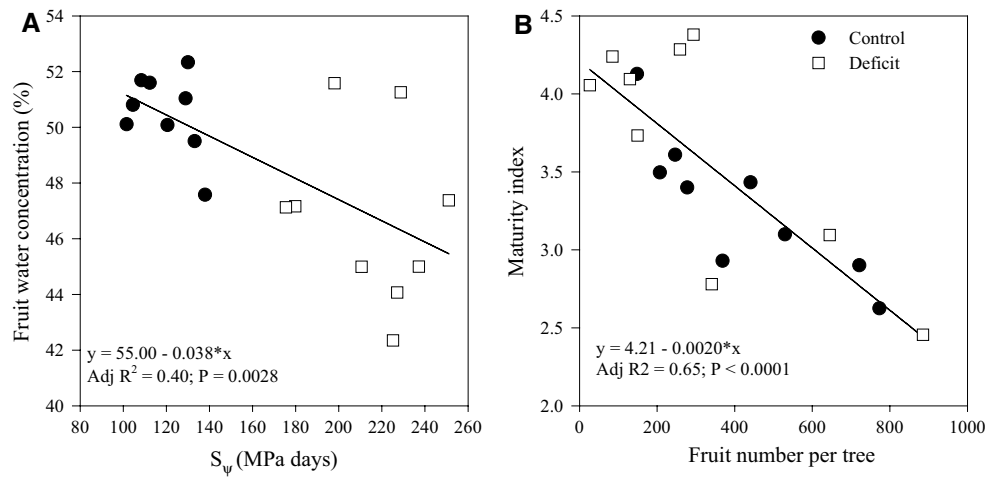 A
Fruit water concentration (%)
54
52
50
48
46
44
42
40
y = 55.00 - 0.038*x
Adj R² = 0.40; P = 0.0028
80 100 120 140 160 180 200 220 240 260
Sψ (MPa days)
B
Maturity index
4.5
4.0
3.5
3.0
2.5
2.0
Control
Deficit
y = 4.21 - 0.0020*x
Adj R2 = 0.65; P < 0.0001
0 200 400 600 800 1000
Fruit number per tree